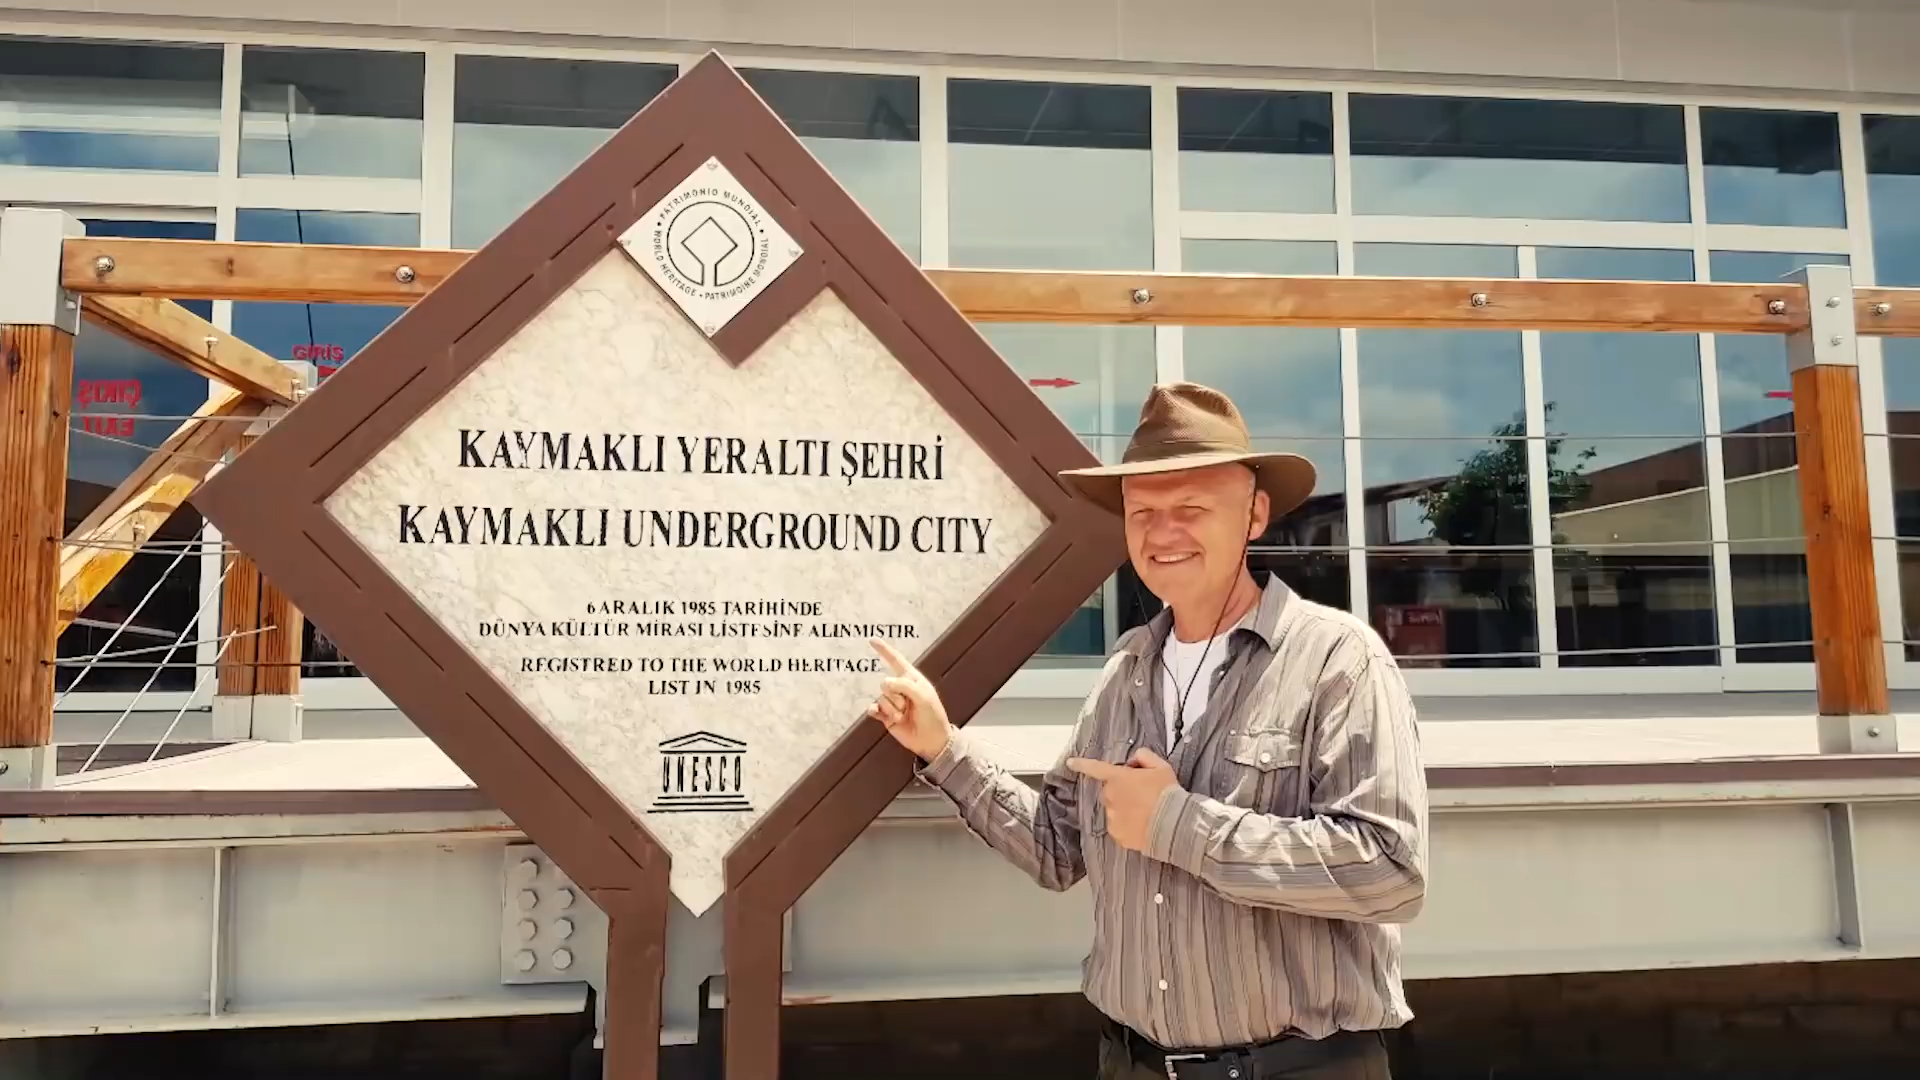 PATRIMONIO MUNDIAL
WORLD HERITAGE • PATRIMOINE MONDIAL
KAYMAKLI YERALTI ŞEHRİ
KAYMAKLI UNDERGROUND CITY
6 ARALIK 1985 TARİHİNDE
DÜNYA KÜLTÜR MİRASI LİSTESİNE ALINMIŞTIR.
REGISTRED TO THE WORLD HERITAGE
LIST IN 1985
UNESCO
GİRİŞ
ÇIKIŞ
EXIT